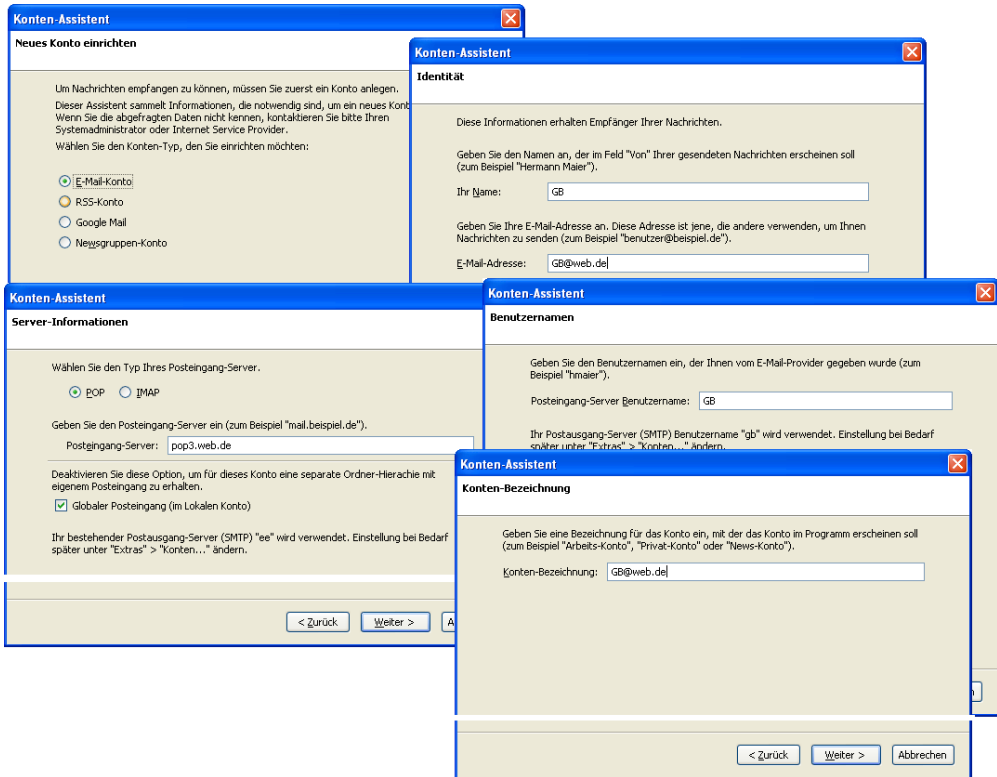 Konten-Assistent
Neues Konto einrichten
Um Nachrichten empfangen zu können, müssen Sie zuerst ein Konto anlegen.
Dieser Assistent sammelt Informationen, die notwendig sind, um ein neues Kont
Wenn Sie die abgefragten Daten nicht kennen, kontaktieren Sie bitte Ihren
Systemadministrator oder Internet Service Provider.
Wählen Sie den Konten-Typ, den Sie einrichten möchten:
E-Mail-Konto
RSS-Konto
Google Mail
Newsgruppen-Konto
Konten-Assistent
Identität
Diese Informationen erhalten Empfänger Ihrer Nachrichten.
Geben Sie den Namen an, der im Feld "Von" Ihrer gesendeten Nachrichten erscheinen soll
(zum Beispiel "Hermann Maier").
Ihr Name: GB
Geben Sie Ihre E-Mail-Adresse an. Diese Adresse ist jene, die andere verwenden, um Ihnen
Nachrichten zu senden (zum Beispiel "benutzer@beispiel.de").
E-Mail-Adresse: GB@web.de
Konten-Assistent
Server-Informationen
Wählen Sie den Typ Ihres Posteingang-Server.
POP IMAP
Geben Sie den Posteingang-Server ein (zum Beispiel "mail.beispiel.de").
Posteingang-Server: pop3.web.de
Deaktivieren Sie diese Option, um für dieses Konto eine separate Ordner-Hierachie mit
eigenem Posteingang zu erhalten.
Globaler Posteingang (im Lokalen Konto)
Ihr bestehender Postausgang-Server (SMTP) "ee" wird verwendet. Einstellung bei Bedarf
später unter "Extras" > "Konten..." ändern.
< Zurück Weiter > A
Konten-Assistent
Benutzernamen
Geben Sie den Benutzernamen ein, der Ihnen vom E-Mail-Provider gegeben wurde (zum
Beispiel "hmaier").
Posteingang-Server Benutzername: GB
Ihr Postausgang-Server (SMTP) Benutzername "gb" wird verwendet. Einstellung bei Bedarf
später unter "Extras" > "Konten..." ändern.
Konten-Assistent
Konten-Bezeichnung
Geben Sie eine Bezeichnung für das Konto ein, mit der das Konto im Programm erscheinen soll
(zum Beispiel "Arbeits-Konto", "Privat-Konto" oder "News-Konto").
Konten-Bezeichnung: GB@web.de
< Zurück Weiter > Abbrechen